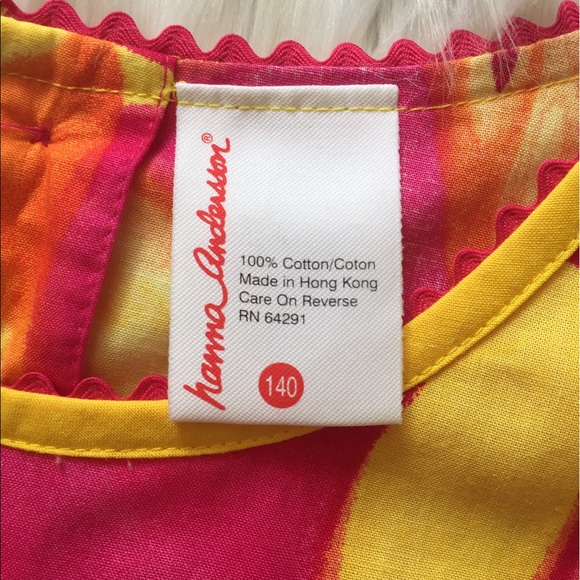 hanna Andersson®
100% Cotton/Coton
Made in Hong Kong
Care On Reverse
RN 64291
140